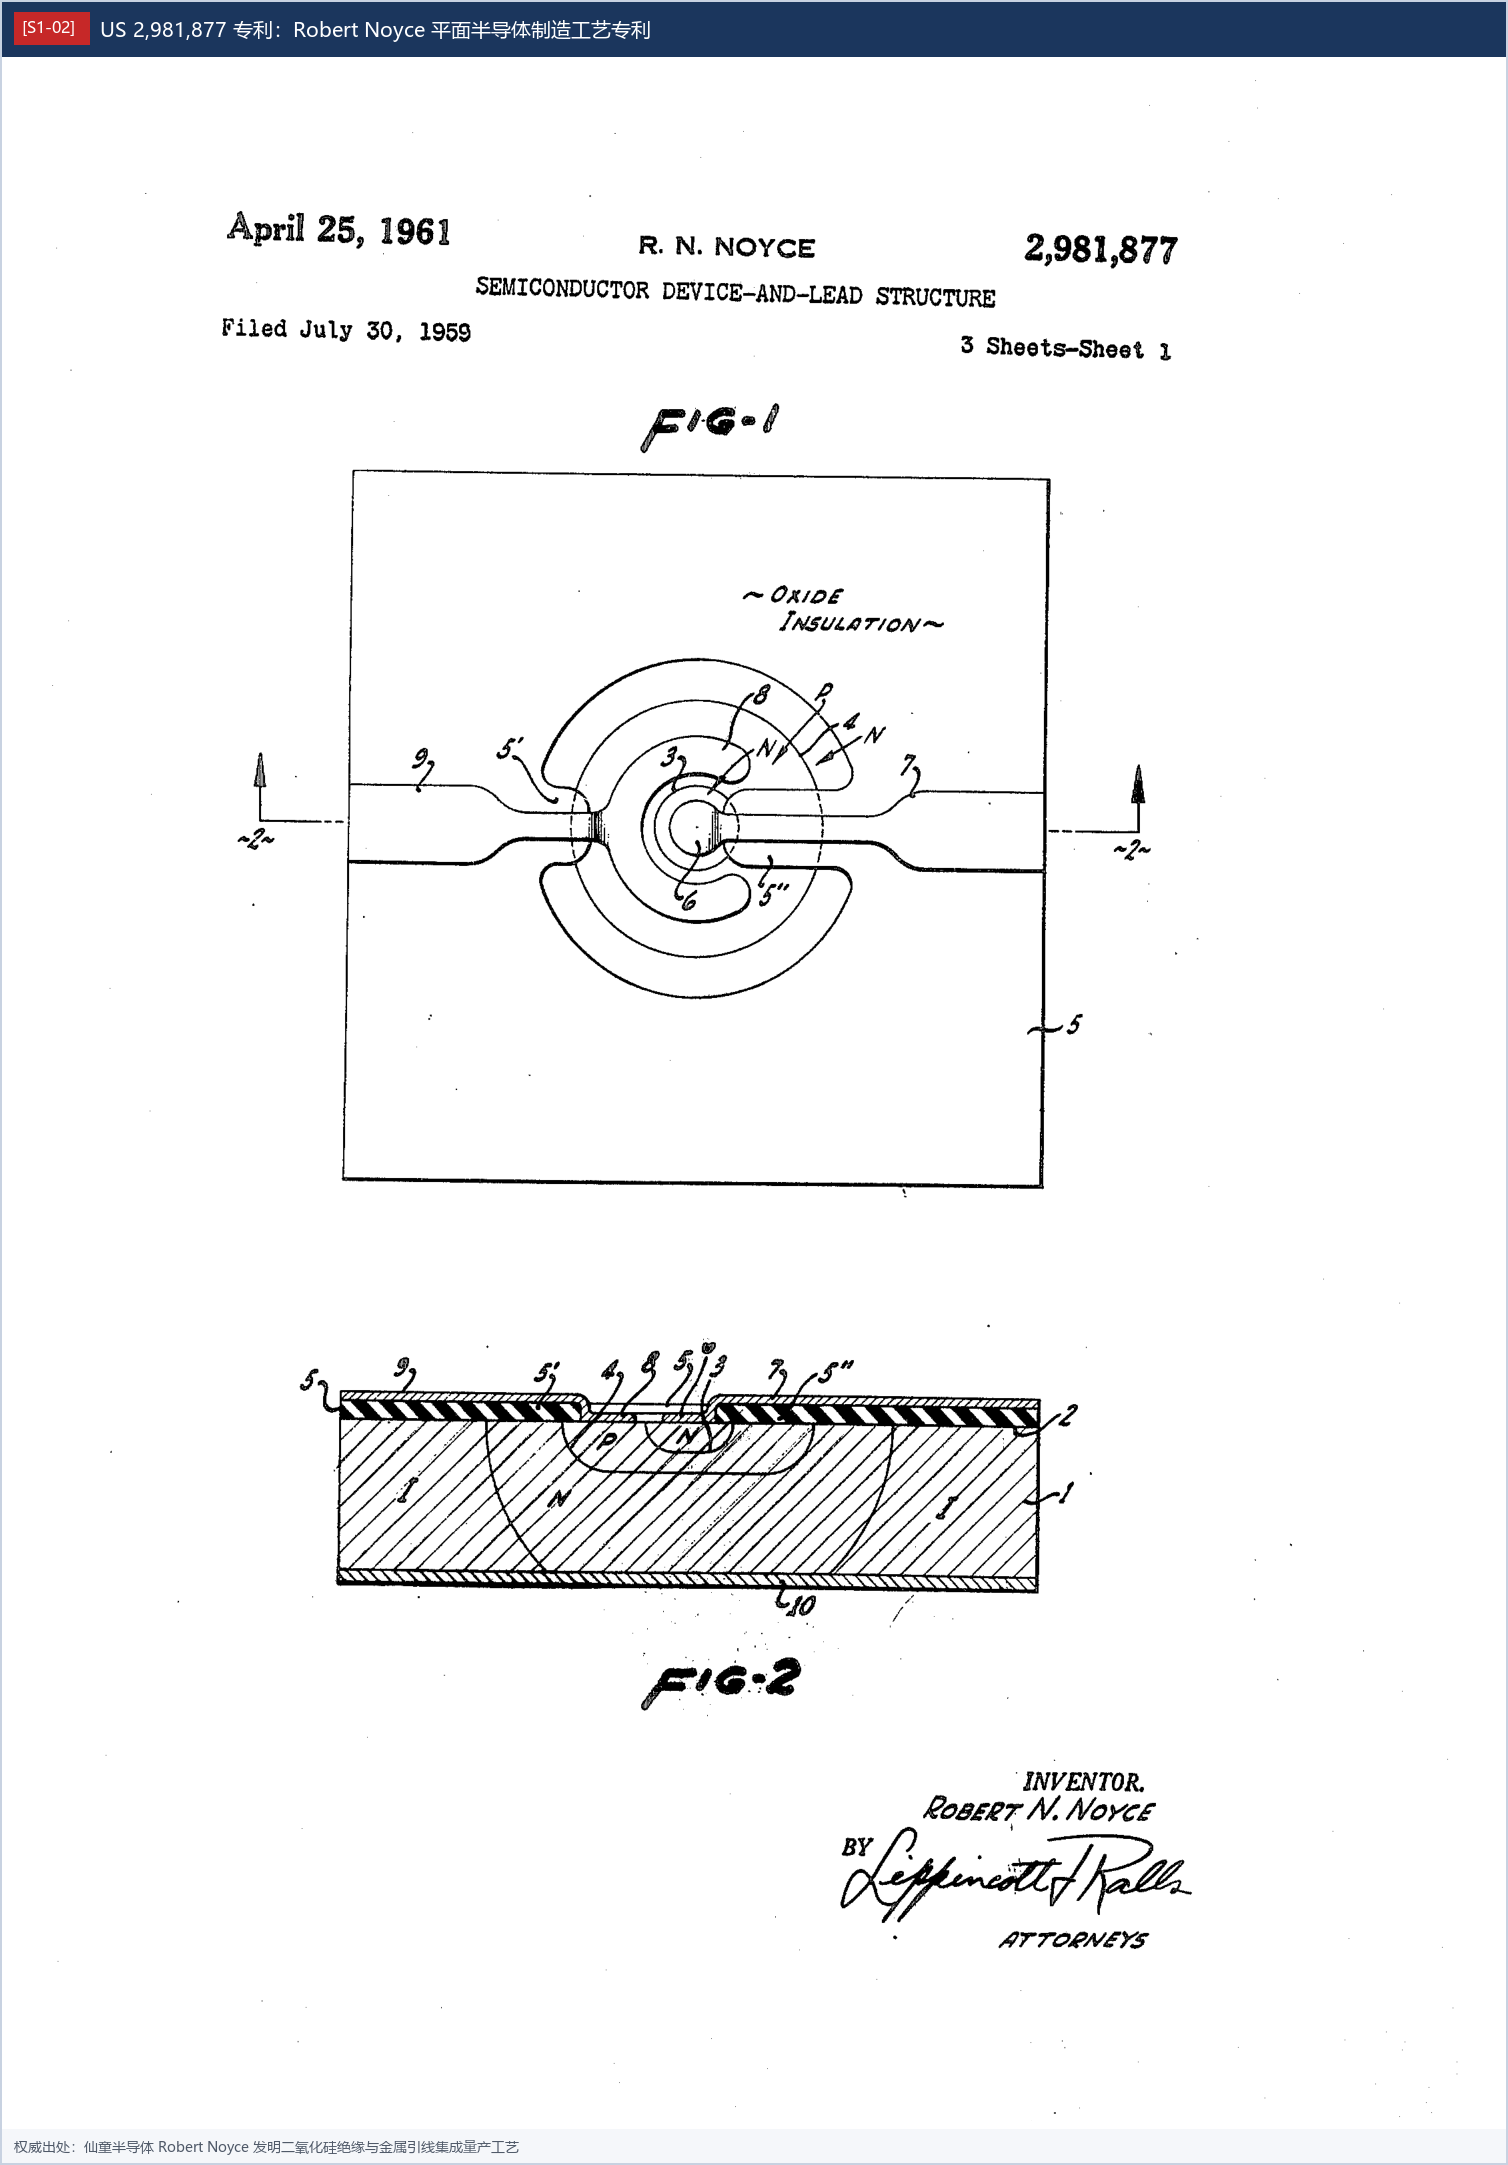 [S1-02] US 2,981,877 专利：Robert Noyce 平面半导体制造工艺专利
April 25, 1961
R. N. NOYCE
2,981,877
SEMICONDUCTOR DEVICE-AND-LEAD STRUCTURE
Filed July 30, 1959
3 Sheets-Sheet 1
FIG-1
~ OXIDE
INSULATION ~
8 P
4
N
3 N
9 5' 7
~2~ ~2~
6 5"
5
5 9 5' 4 8 5 3 7 5"
2
P N
I N I 1
10
FIG-2
INVENTOR.
ROBERT N. NOYCE
BY
Lippincott & Ralls
ATTORNEYS
权威出处：仙童半导体 Robert Noyce 发明二氧化硅绝缘与金属引线集成量产工艺